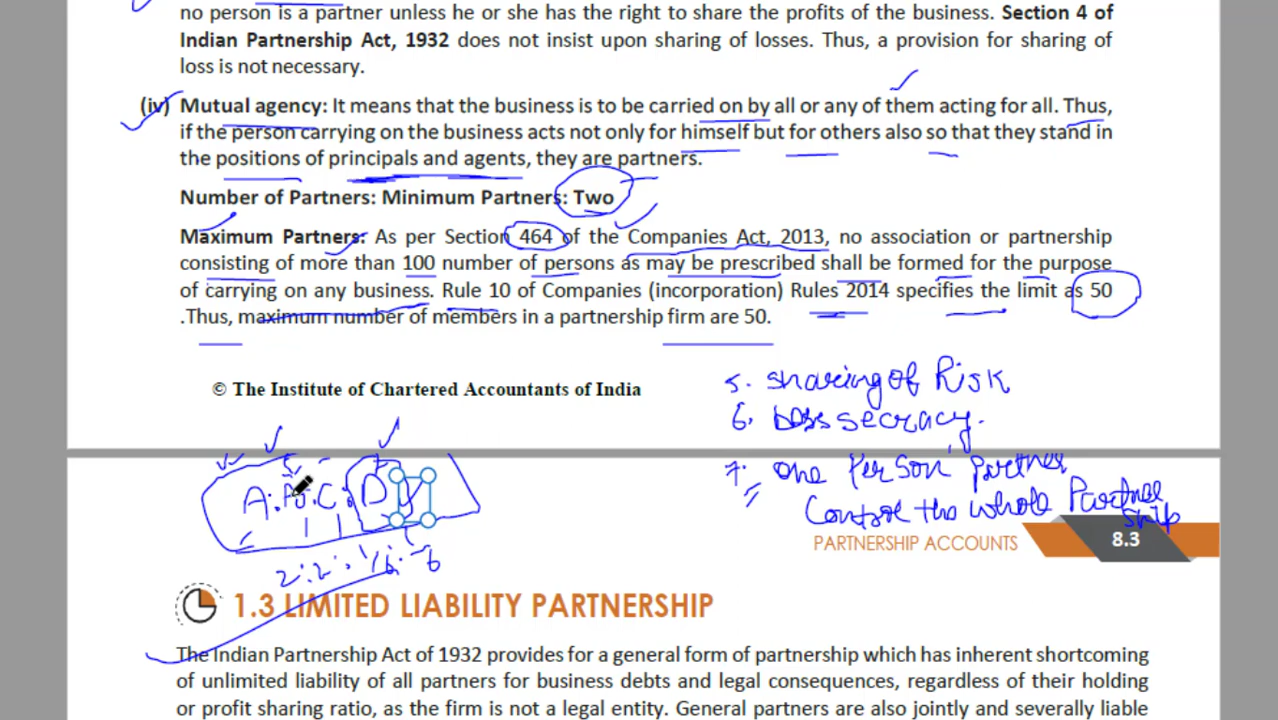 no person is a partner unless he or she has the right to share the profits of the business. Section 4 of
Indian Partnership Act, 1932 does not insist upon sharing of losses. Thus, a provision for sharing of
loss is not necessary.
(iv) Mutual agency: It means that the business is to be carried on by all or any of them acting for all. Thus,
if the person carrying on the business acts not only for himself but for others also so that they stand in
the positions of principals and agents, they are partners.
Number of Partners: Minimum Partners: Two
Maximum Partners: As per Section 464 of the Companies Act, 2013, no association or partnership
consisting of more than 100 number of persons as may be prescribed shall be formed for the purpose
of carrying on any business. Rule 10 of Companies (incorporation) Rules 2014 specifies the limit as 50
.Thus, maximum number of members in a partnership firm are 50.
© The Institute of Chartered Accountants of India
5. sharing of Risk
6. secracy.
7. one Person Partner
Control the whole Partner
ship
A : : C : D
2 : 2 : 1/6
PARTNERSHIP ACCOUNTS 8.3
1.3 LIMITED LIABILITY PARTNERSHIP
The Indian Partnership Act of 1932 provides for a general form of partnership which has inherent shortcoming
of unlimited liability of all partners for business debts and legal consequences, regardless of their holding
or profit sharing ratio, as the firm is not a legal entity. General partners are also jointly and severally liable